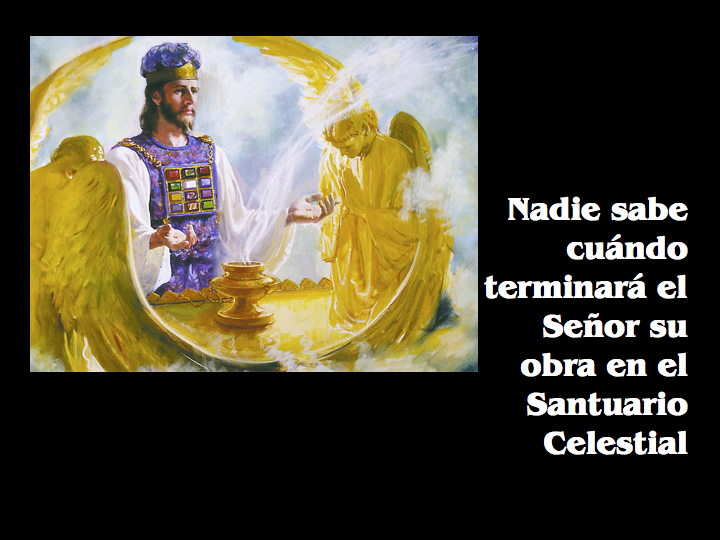 Nadie sabe
cuándo
terminará el
Señor su
obra en el
Santuario
Celestial